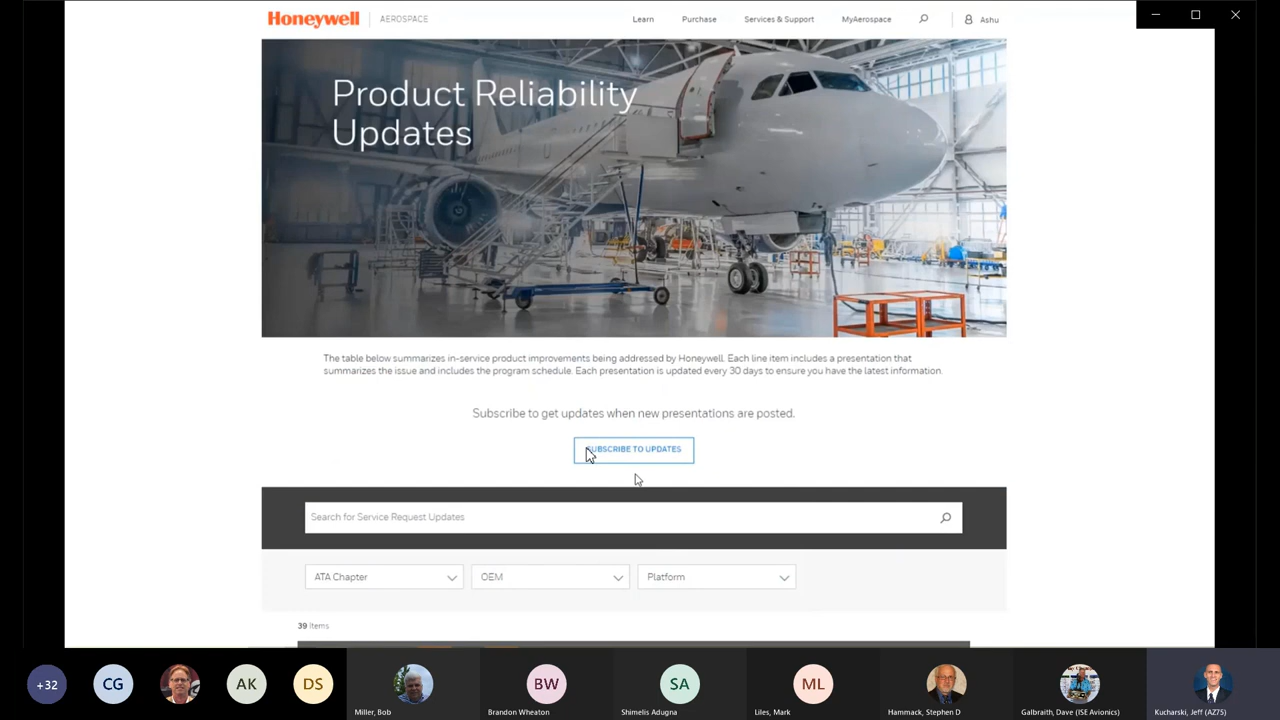 Honeywell AEROSPACE Learn Purchase Services & Support MyAerospace Ashu
Product Reliability
Updates
The table below summarizes in-service product improvements being addressed by Honeywell. Each line item includes a presentation that
summarizes the issue and includes the program schedule. Each presentation is updated every 30 days to ensure you have the latest information.
Subscribe to get updates when new presentations are posted.
SUBSCRIBE TO UPDATES
Search for Service Request Updates
ATA Chapter OEM Platform
39 Items
+32 CG AK DS BW SA ML
Miller, Bob Brandon Wheaton Shimelis Adugna Liles, Mark Hammack, Stephen D Galbraith, Dave (ISE Avionics) Kucharski, Jeff (AZ75)